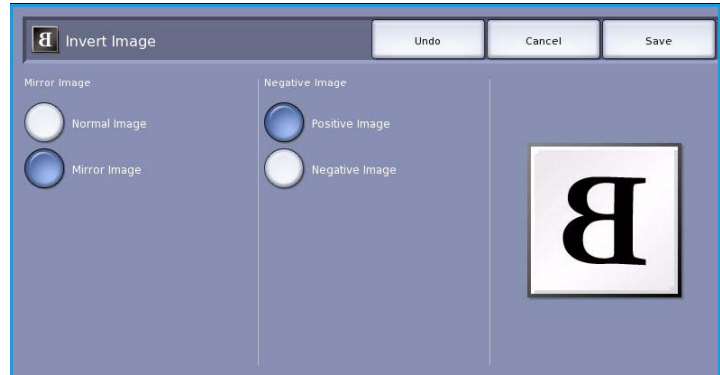 Invert Image
Undo
Cancel
Save
Mirror Image
Normal Image
Mirror Image
Negative Image
Positive Image
Negative Image
B